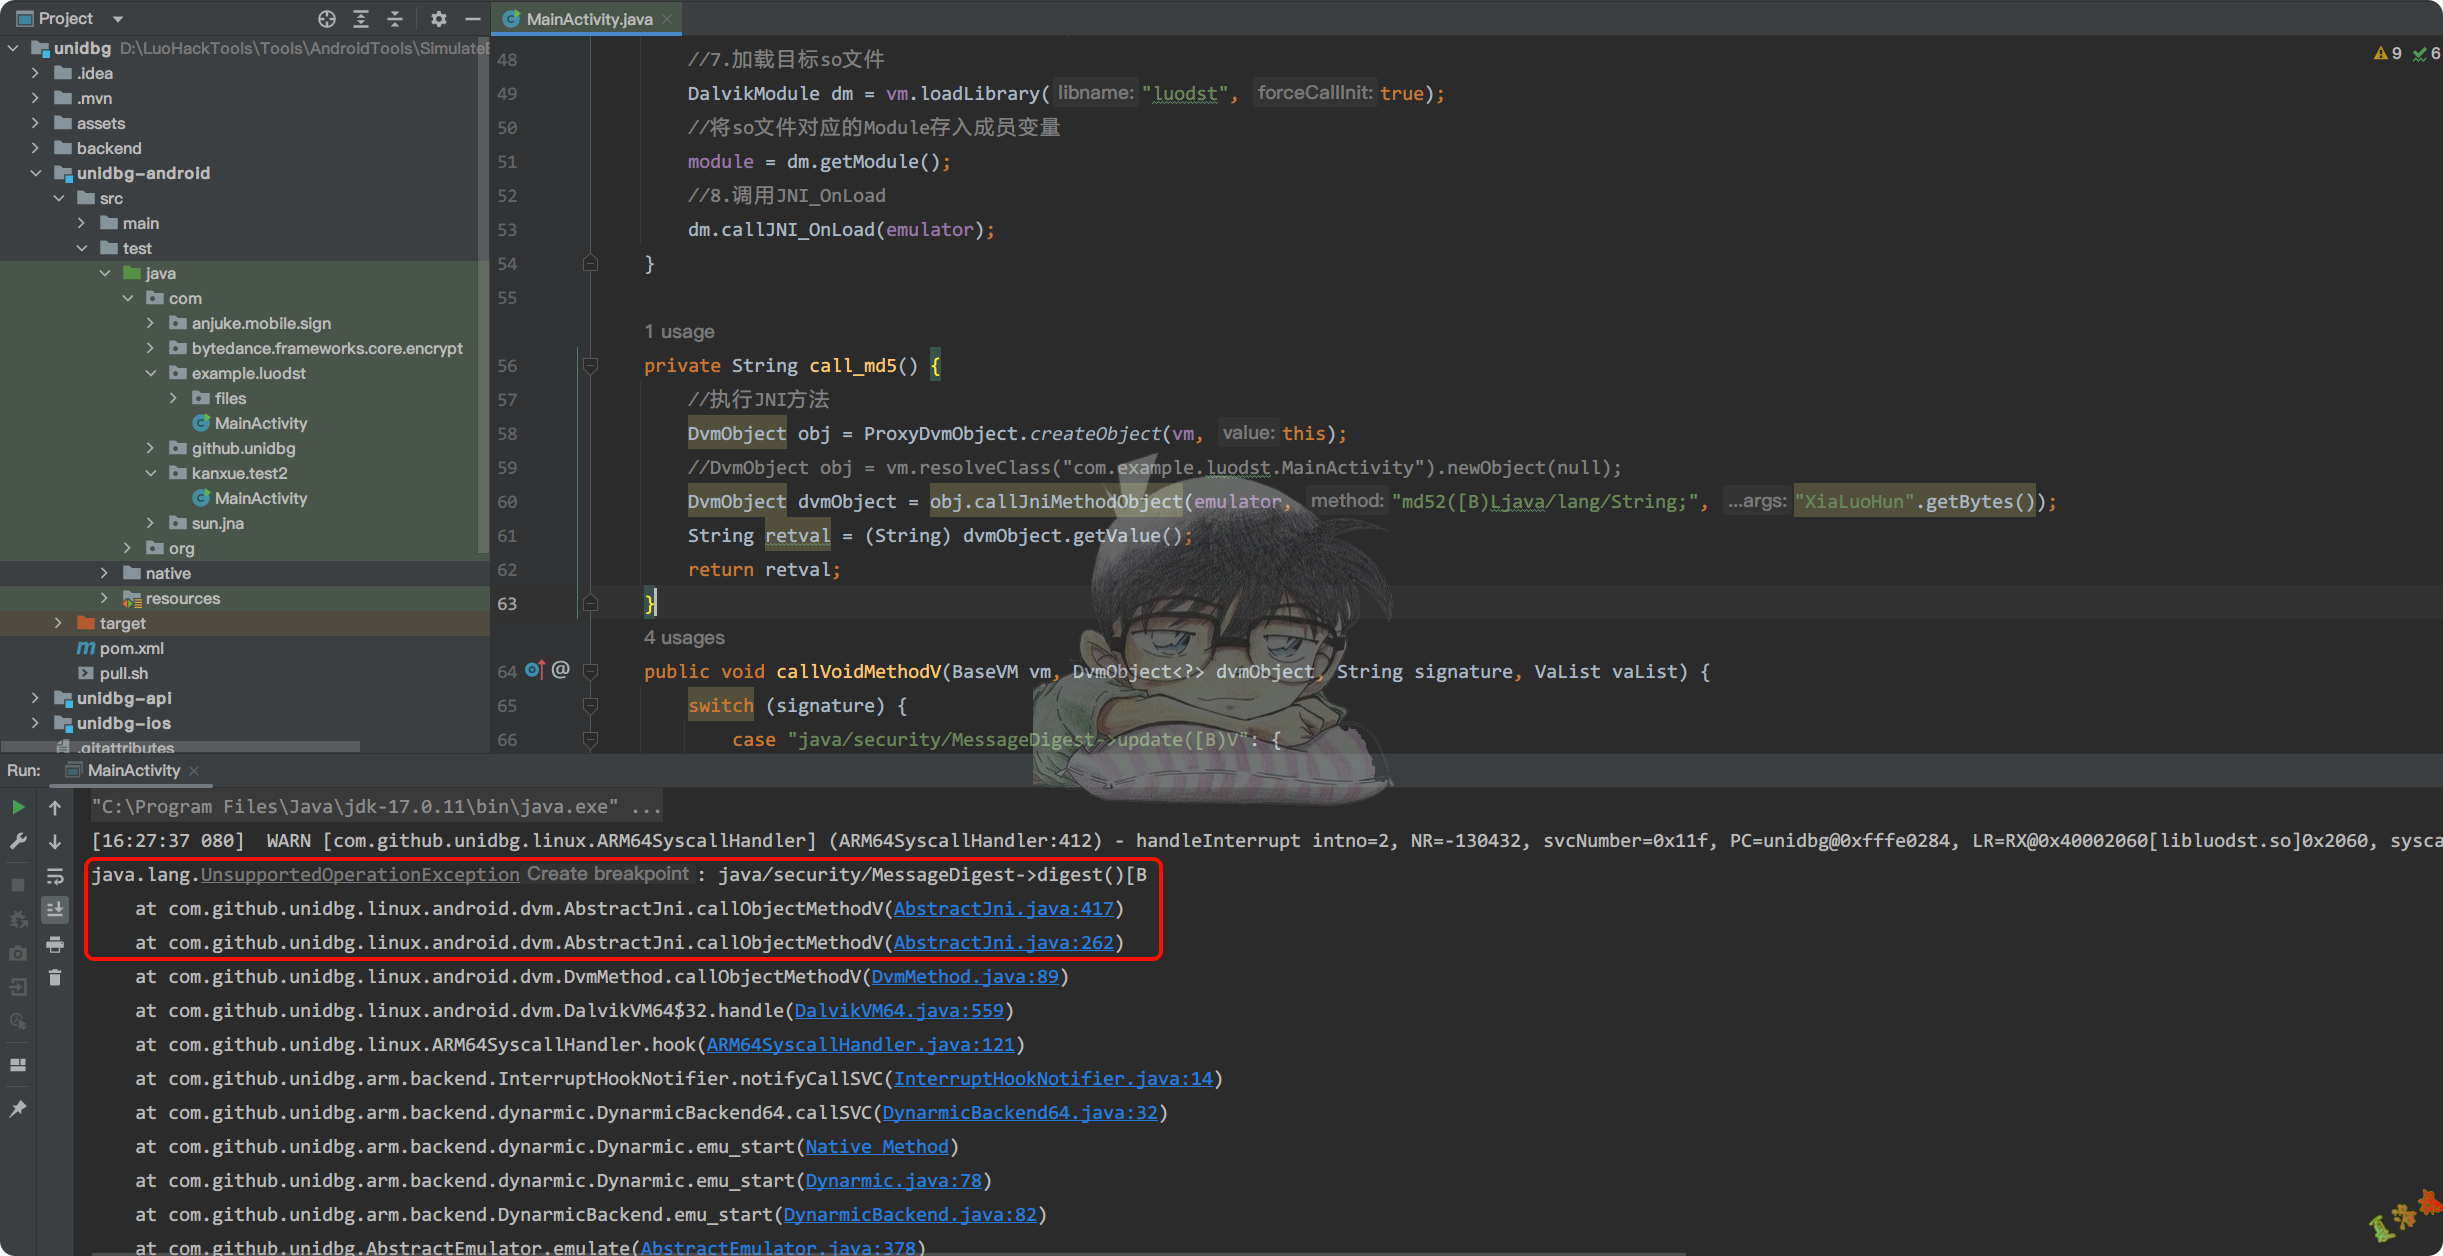 Project
unidbg D:\LuoHackTools\Tools\AndroidTools\SimulateE
.idea
.mvn
assets
backend
unidbg-android
src
main
test
java
com
anjuke.mobile.sign
bytedance.frameworks.core.encrypt
example.luodst
files
MainActivity
github.unidbg
kanxue.test2
MainActivity
sun.jna
org
native
resources
target
pom.xml
pull.sh
unidbg-api
unidbg-ios
.gitattributes
MainActivity.java
9 6
48 //7.加载目标so文件
49 DalvikModule dm = vm.loadLibrary( libname: "luodst", forceCallInit: true);
50 //将so文件对应的Module存入成员变量
51 module = dm.getModule();
52 //8.调用JNI_OnLoad
53 dm.callJNI_OnLoad(emulator);
54 }
55
1 usage
56 private String call_md5() {
57 //执行JNI方法
58 DvmObject obj = ProxyDvmObject.createObject(vm, value: this);
59 //DvmObject obj = vm.resolveClass("com.example.luodst.MainActivity").newObject(null);
60 DvmObject dvmObject = obj.callJniMethodObject(emulator, method: "md52([B)Ljava/lang/String;", ...args: "XiaLuoHun".getBytes());
61 String retval = (String) dvmObject.getValue();
62 return retval;
63 }
4 usages
64 @ public void callVoidMethodV(BaseVM vm, DvmObject<?> dvmObject, String signature, VaList vaList) {
65 switch (signature) {
66 case "java/security/MessageDigest->update([B)V": {
Run: MainActivity
"C:\Program Files\Java\jdk-17.0.11\bin\java.exe" ...
[16:27:37 080]  WARN [com.github.unidbg.linux.ARM64SyscallHandler] (ARM64SyscallHandler:412) - handleInterrupt intno=2, NR=-130432, svcNumber=0x11f, PC=unidbg@0xfffe0284, LR=RX@0x40002060[libluodst.so]0x2060, sysca
java.lang.UnsupportedOperationException Create breakpoint : java/security/MessageDigest->digest()[B
at com.github.unidbg.linux.android.dvm.AbstractJni.callObjectMethodV(AbstractJni.java:417)
at com.github.unidbg.linux.android.dvm.AbstractJni.callObjectMethodV(AbstractJni.java:262)
at com.github.unidbg.linux.android.dvm.DvmMethod.callObjectMethodV(DvmMethod.java:89)
at com.github.unidbg.linux.android.dvm.DalvikVM64$32.handle(DalvikVM64.java:559)
at com.github.unidbg.linux.ARM64SyscallHandler.hook(ARM64SyscallHandler.java:121)
at com.github.unidbg.arm.backend.InterruptHookNotifier.notifyCallSVC(InterruptHookNotifier.java:14)
at com.github.unidbg.arm.backend.dynarmic.DynarmicBackend64.callSVC(DynarmicBackend64.java:32)
at com.github.unidbg.arm.backend.dynarmic.Dynarmic.emu_start(Native Method)
at com.github.unidbg.arm.backend.dynarmic.Dynarmic.emu_start(Dynarmic.java:78)
at com.github.unidbg.arm.backend.DynarmicBackend.emu_start(DynarmicBackend.java:82)
at com.github.unidbg.AbstractEmulator.emulate(AbstractEmulator.java:378)